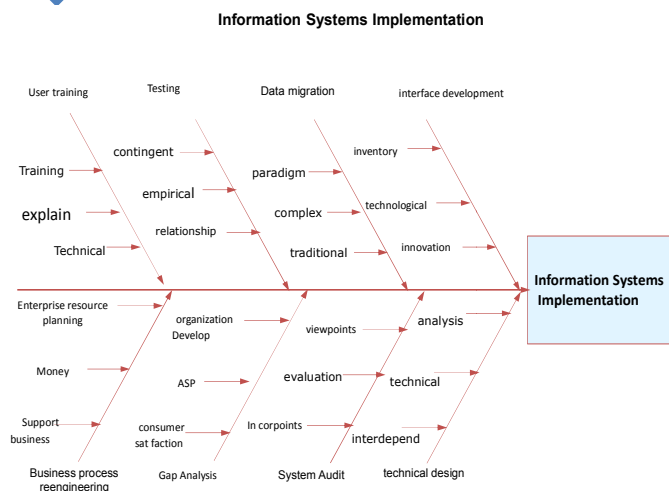 Information Systems Implementation
User training
Testing
Data migration
interface development
contingent
inventory
Training
paradigm
empirical
technological
explain
complex
relationship
Technical
traditional
innovation
Information Systems
Implementation
Enterprise resource
planning
organization
Develop
viewpoints
analysis
Money
ASP
evaluation
technical
Support
business
consumer
sat faction
In corpoints
interdepend
Business process
reengineering
Gap Analysis
System Audit
technical design